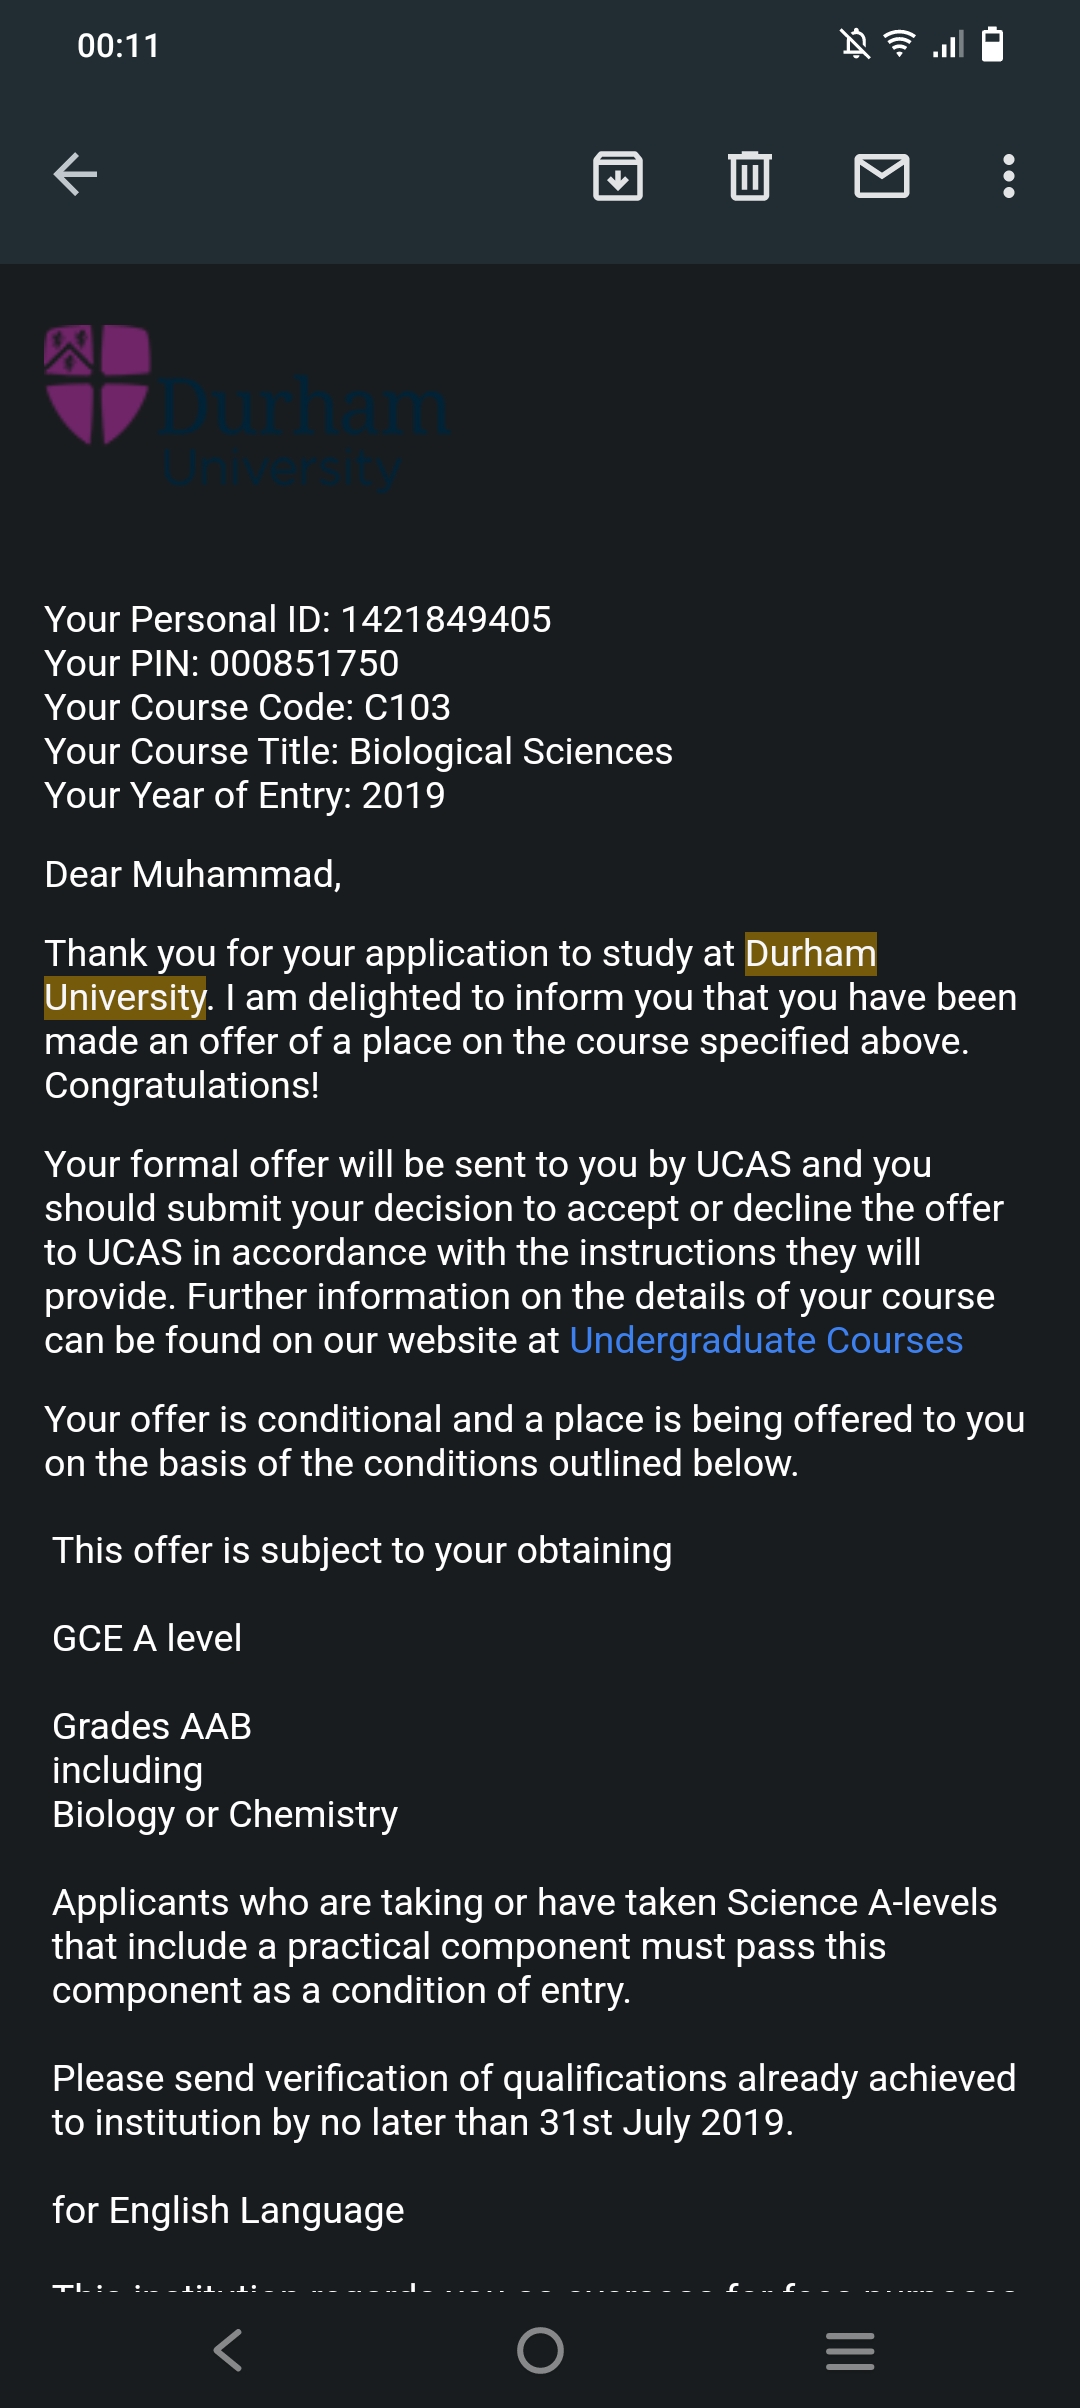 00:11
Durham
University
Your Personal ID: 1421849405
Your PIN: 000851750
Your Course Code: C103
Your Course Title: Biological Sciences
Your Year of Entry: 2019
Dear Muhammad,
Thank you for your application to study at Durham
University. I am delighted to inform you that you have been
made an offer of a place on the course specified above.
Congratulations!
Your formal offer will be sent to you by UCAS and you
should submit your decision to accept or decline the offer
to UCAS in accordance with the instructions they will
provide. Further information on the details of your course
can be found on our website at Undergraduate Courses
Your offer is conditional and a place is being offered to you
on the basis of the conditions outlined below.
This offer is subject to your obtaining
GCE A level
Grades AAB
including
Biology or Chemistry
Applicants who are taking or have taken Science A-levels
that include a practical component must pass this
component as a condition of entry.
Please send verification of qualifications already achieved
to institution by no later than 31st July 2019.
for English Language
This institution regards you as overseas for fees purposes